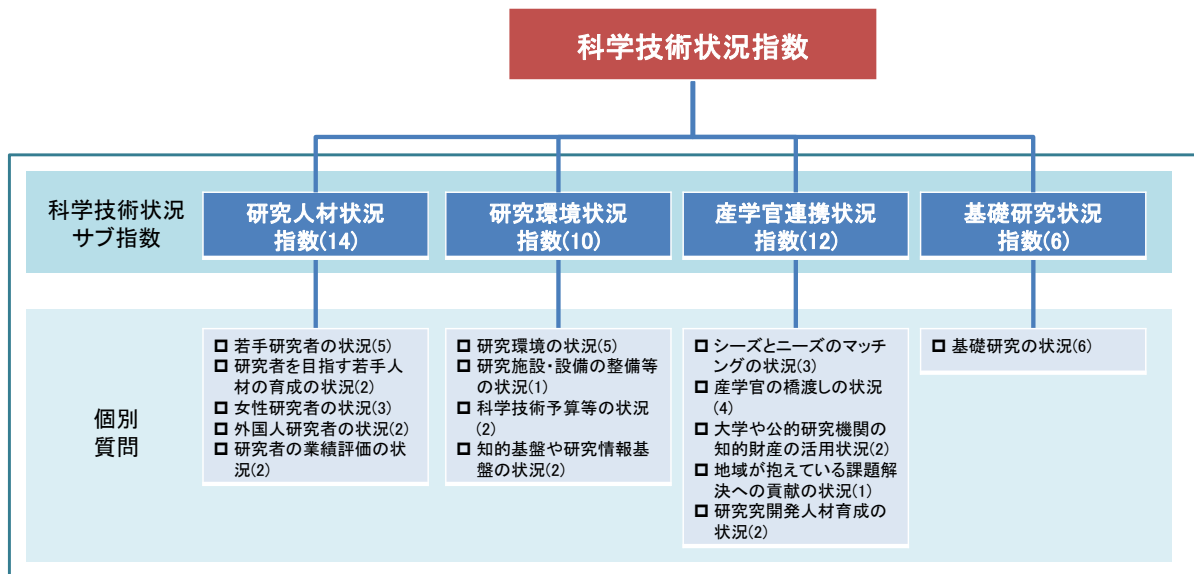 科学技術状況指数
科学技術状況
サブ指数
研究人材状況
指数(14)
研究環境状況
指数(10)
産学官連携状況
指数(12)
基礎研究状況
指数(6)
個別
質問
若手研究者の状況(5)
研究者を目指す若手人
材の育成の状況(2)
女性研究者の状況(3)
外国人研究者の状況(2)
研究者の業績評価の状
況(2)
研究環境の状況(5)
研究施設・設備の整備等
の状況(1)
科学技術予算等の状況
(2)
知的基盤や研究情報基
盤の状況(2)
シーズとニーズのマッチ
ングの状況(3)
産学官の橋渡しの状況
(4)
大学や公的研究機関の
知的財産の活用状況(2)
地域が抱えている課題解
決への貢献の状況(1)
研究究開発人材育成の
状況(2)
基礎研究の状況(6)